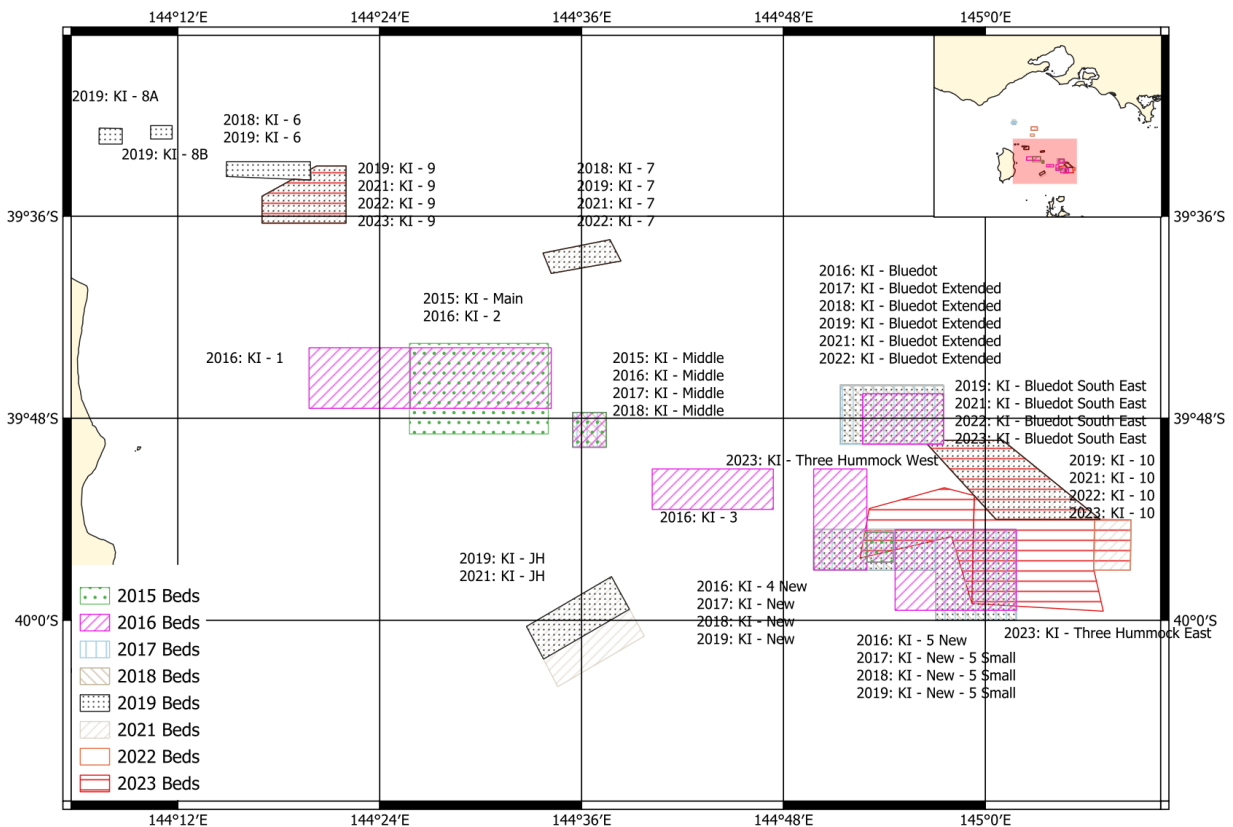 144°12'E
144°24'E
144°36'E
144°48'E
145°0'E
2019: KI - 8A
2019: KI - 8B
2018: KI - 6
2019: KI - 6
2019: KI - 9
2021: KI - 9
2022: KI - 9
2023: KI - 9
2018: KI - 7
2019: KI - 7
2021: KI - 7
2022: KI - 7
39°36'S
39°36'S
2015: KI - Main
2016: KI - 2
2016: KI - 1
2015: KI - Middle
2016: KI - Middle
2017: KI - Middle
2018: KI - Middle
2016: KI - Bluedot
2017: KI - Bluedot Extended
2018: KI - Bluedot Extended
2019: KI - Bluedot Extended
2021: KI - Bluedot Extended
2022: KI - Bluedot Extended
2019: KI - Bluedot South East
2021: KI - Bluedot South East
2022: KI - Bluedot South East
2023: KI - Bluedot South East
39°48'S
39°48'S
2023: KI - Three Hummock West
2019: KI - 10
2021: KI - 10
2022: KI - 10
2023: KI - 10
2016: KI - 3
2019: KI - JH
2021: KI - JH
2016: KI - 4 New
2017: KI - New
2018: KI - New
2019: KI - New
2016: KI - 5 New
2017: KI - New - 5 Small
2018: KI - New - 5 Small
2019: KI - New - 5 Small
2023: KI - Three Hummock East
40°0'S
40°0'S
2015 Beds
2016 Beds
2017 Beds
2018 Beds
2019 Beds
2021 Beds
2022 Beds
2023 Beds
144°12'E
144°24'E
144°36'E
144°48'E
145°0'E